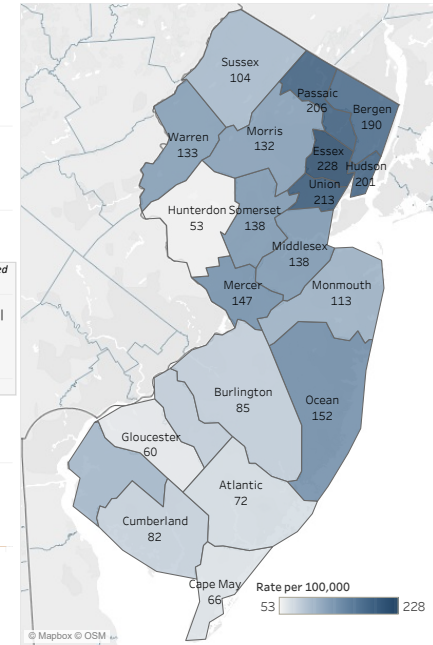 Sussex
104
Passaic
206
Bergen
190
Warren
133
Morris
132
Essex
228
Hudson
201
Union
213
Hunterdon
53
Somerset
138
Middlesex
138
Mercer
147
Monmouth
113
Burlington
85
Ocean
152
Gloucester
60
Atlantic
72
Cumberland
82
Cape May
66
Rate per 100,000
53
228
© Mapbox © OSM